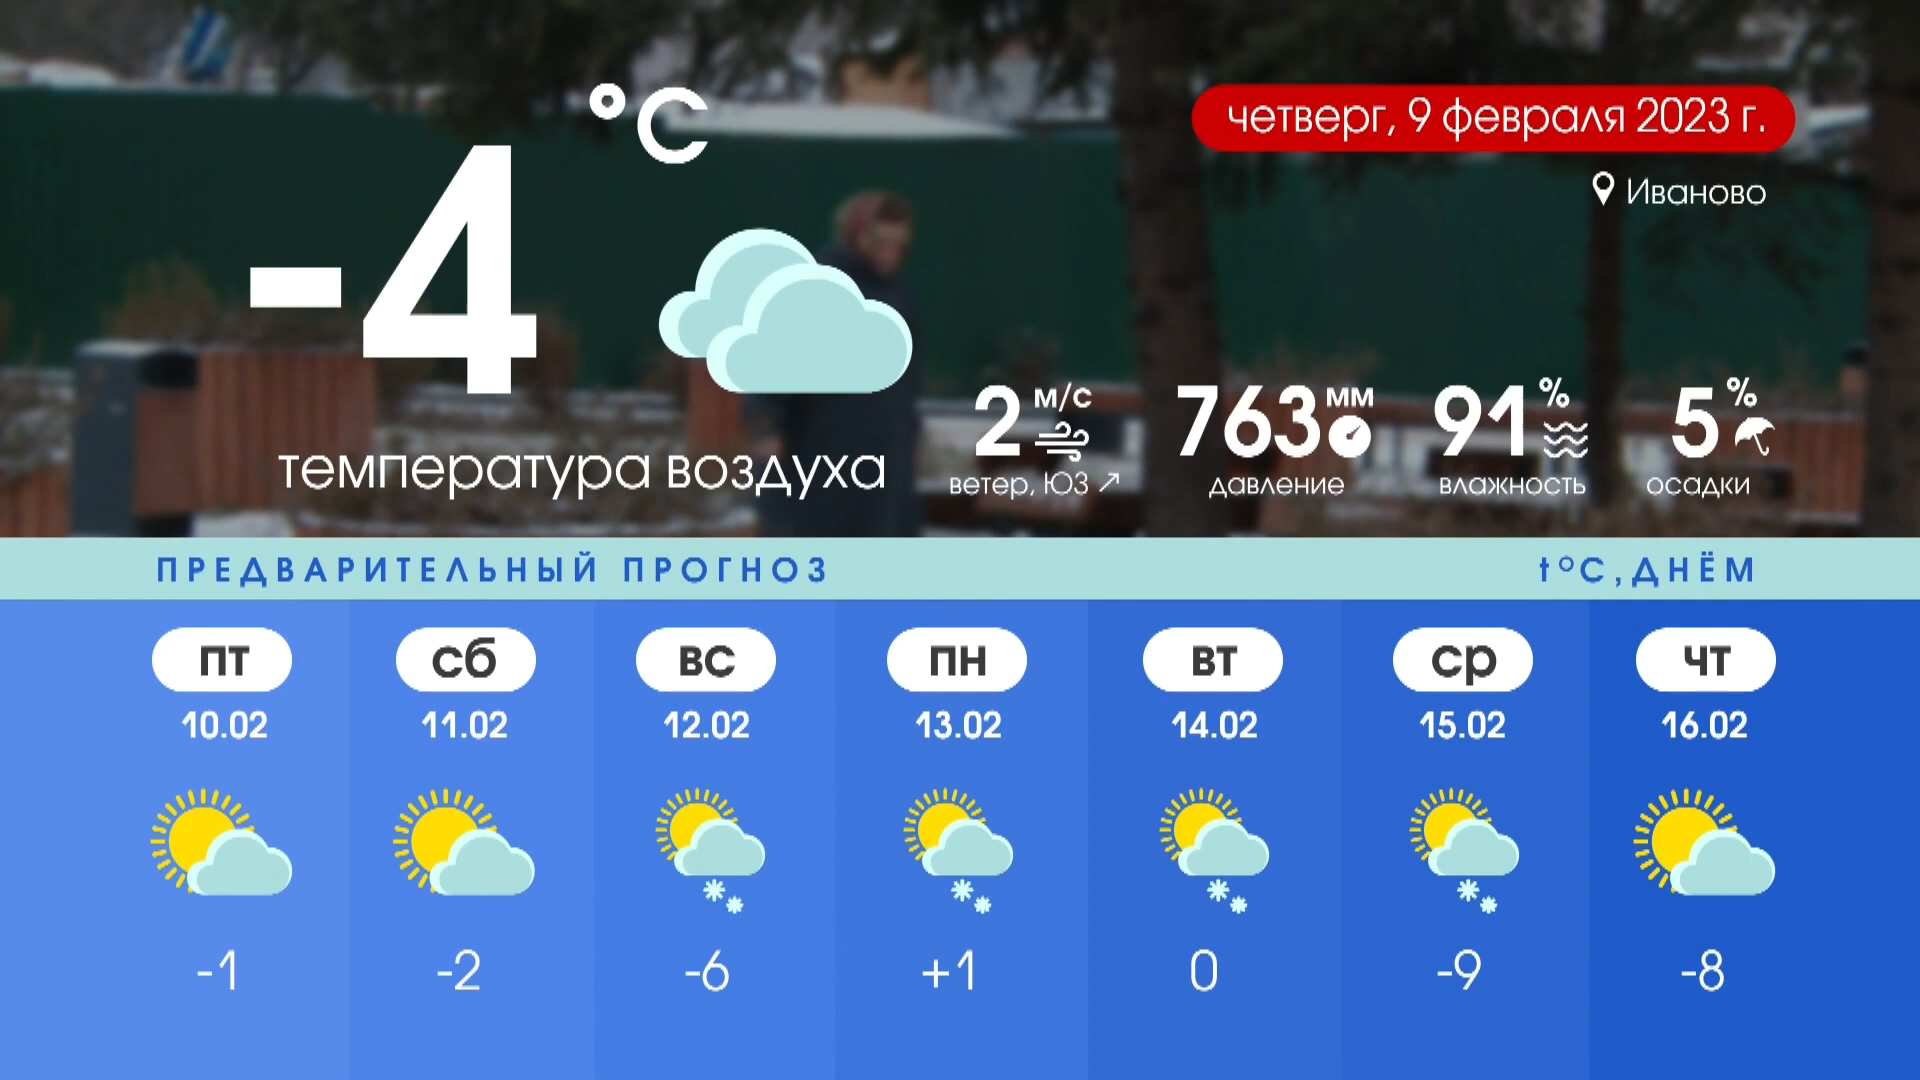 -4 °C
температура воздуха
четверг, 9 февраля 2023 г.
Иваново
2 м/с
ветер, ЮЗ ↗
763 мм
давление
91 %
влажность
5 %
осадки
ПРЕДВАРИТЕЛЬНЫЙ ПРОГНОЗ
t°C, ДНЁМ
пт сб вс пн вт ср чт
10.02 11.02 12.02 13.02 14.02 15.02 16.02
-1 -2 -6 +1 0 -9 -8